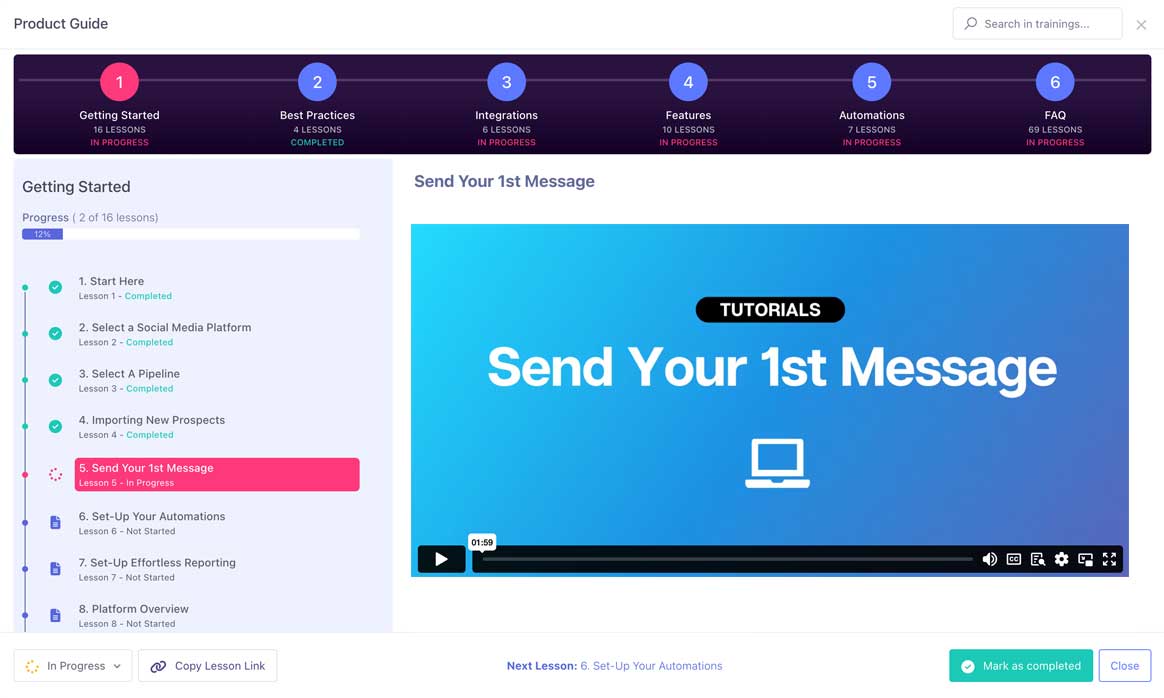 Product Guide
Search in trainings...
1
2
3
4
5
6
Getting Started
Best Practices
Integrations
Features
Automations
FAQ
16 LESSONS
4 LESSONS
6 LESSONS
10 LESSONS
7 LESSONS
69 LESSONS
IN PROGRESS
COMPLETED
IN PROGRESS
IN PROGRESS
IN PROGRESS
IN PROGRESS
Getting Started
Progress ( 2 of 16 lessons)
12%
1. Start Here
Lesson 1 - Completed
2. Select a Social Media Platform
Lesson 2 - Completed
3. Select A Pipeline
Lesson 3 - Completed
4. Importing New Prospects
Lesson 4 - Completed
5. Send Your 1st Message
Lesson 5 - In Progress
6. Set-Up Your Automations
Lesson 6 - Not Started
7. Set-Up Effortless Reporting
Lesson 7 - Not Started
8. Platform Overview
Lesson 8 - Not Started
Send Your 1st Message
TUTORIALS
Send Your 1st Message
01:59
CC
In Progress
Copy Lesson Link
Next Lesson: 6. Set-Up Your Automations
Mark as completed
Close